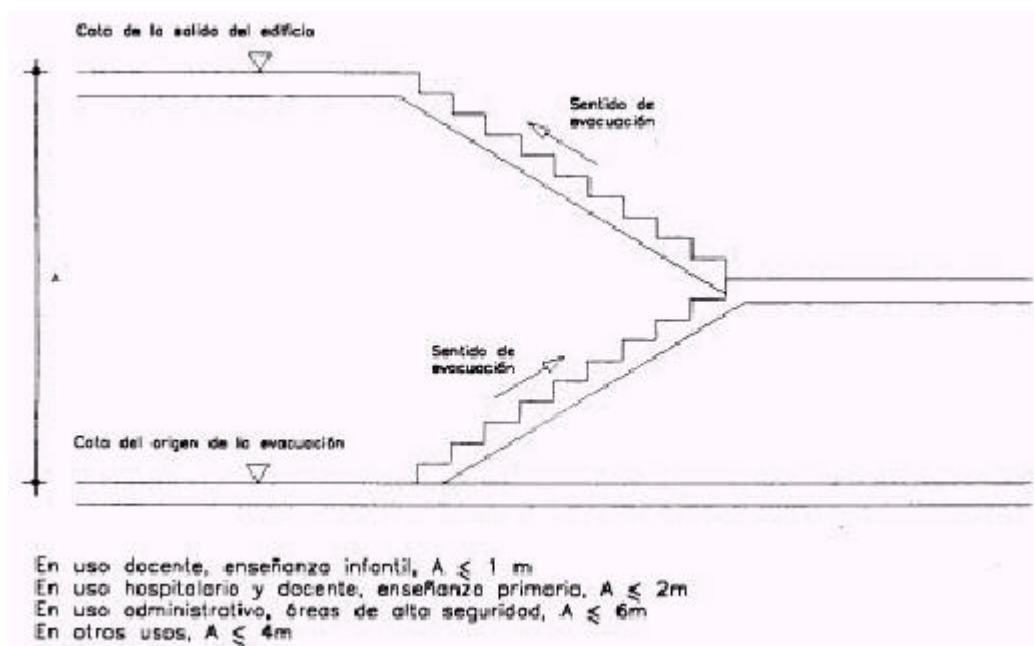 Cota de la salida del edificio
Sentido de
evacuación
A
Sentido de
evacuación
Cota del origen de la evacuación
En uso docente, enseñanza infantil, A ⩽ 1 m
En uso hospitalario y docente, enseñanza primaria, A ⩽ 2m
En uso administrativo, áreas de alta seguridad, A ⩽ 6m
En otros usos, A ⩽ 4m